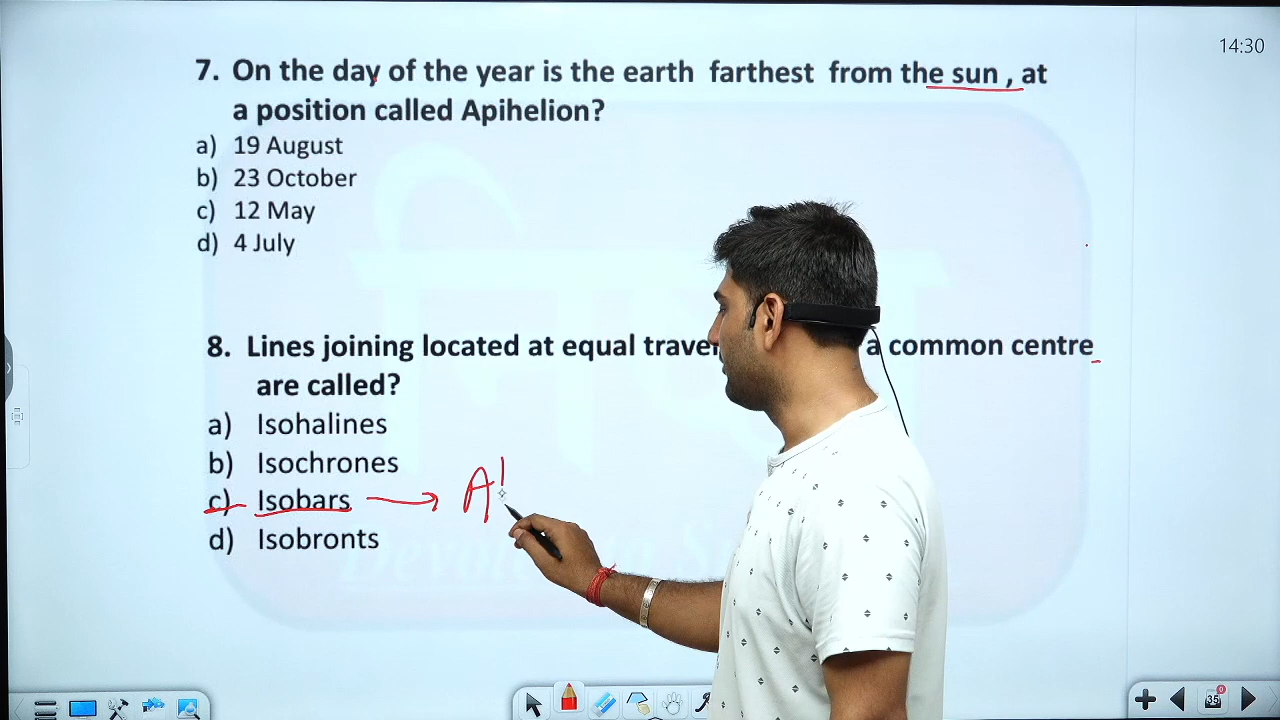 14:30
7. On the day of the year is the earth farthest from the sun , at
a position called Apihelion?
a) 19 August
b) 23 October
c) 12 May
d) 4 July
8. Lines joining located at equal a common centre
are called?
a) Isohalines
b) Isochrones
c) Isobars → A
d) Isobronts
35